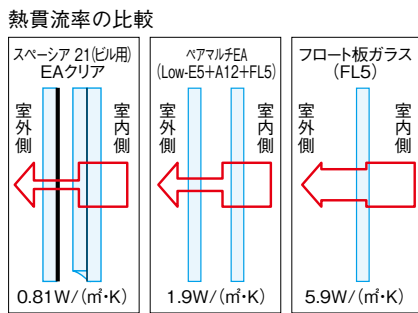 熱貫流率の比較
スペーシア 21(ビル用)
EAクリア
室外側
室内側
0.81W/(㎡・K)
ペアマルチEA
(Low-E5+A12+FL5)
室外側
室内側
1.9W/(㎡・K)
フロート板ガラス
(FL5)
室外側
室内側
5.9W/(㎡・K)